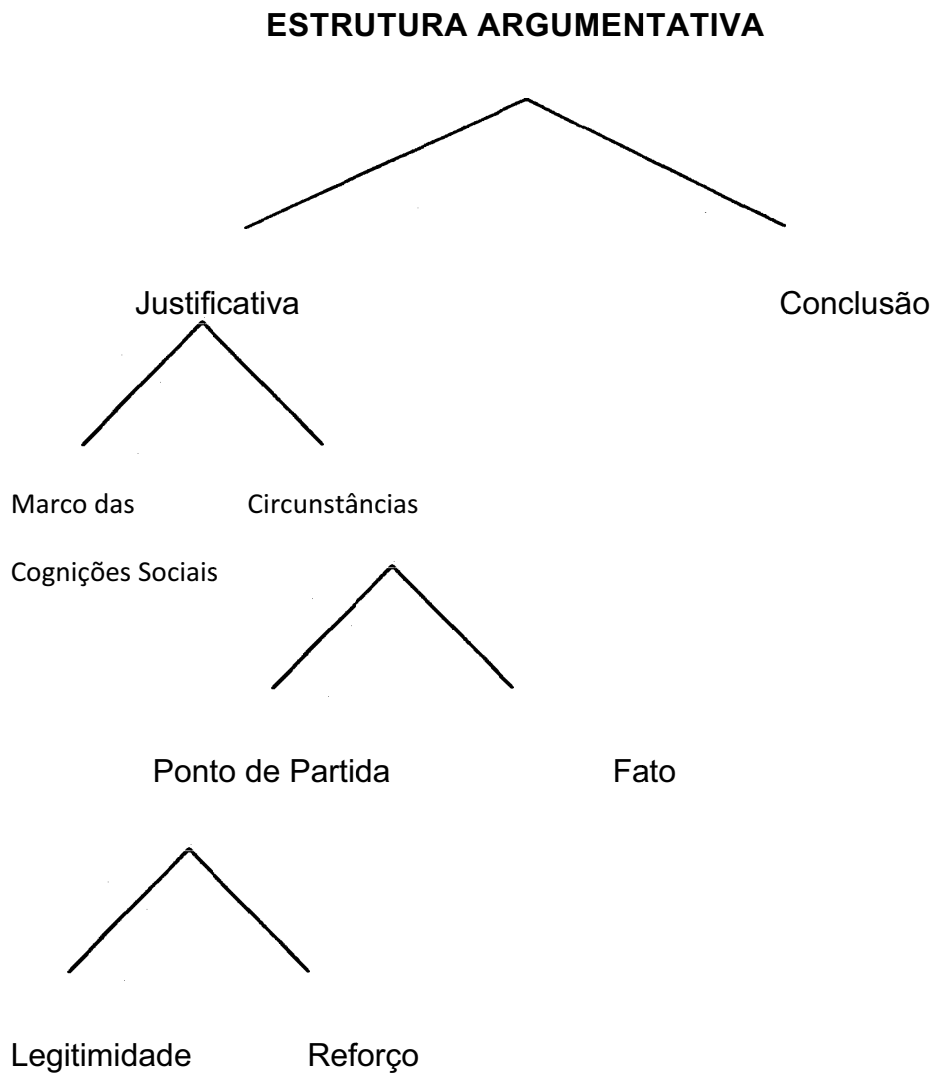 ESTRUTURA ARGUMENTATIVA
Justificativa Conclusão
Marco das Circunstâncias
Cognições Sociais
Ponto de Partida Fato
Legitimidade Reforço